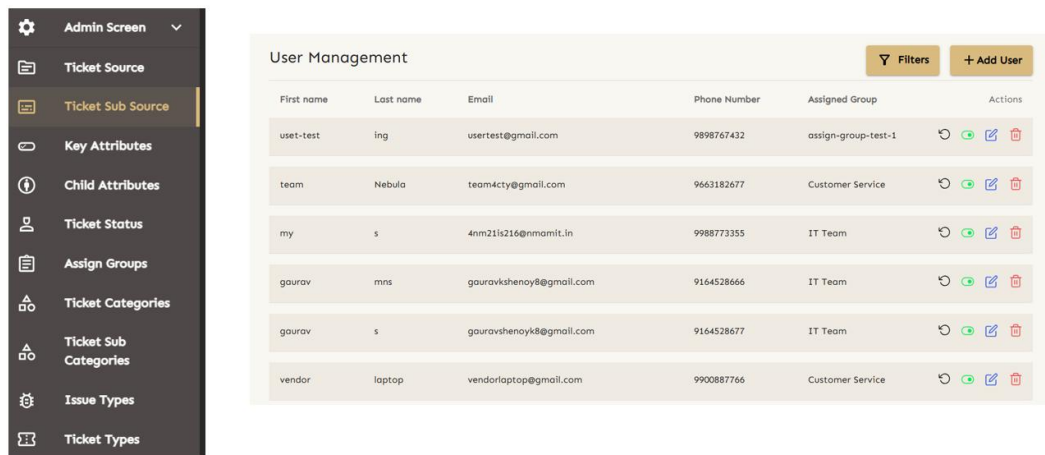 Admin Screen
Ticket Source
Ticket Sub Source
Key Attributes
Child Attributes
Ticket Status
Assign Groups
Ticket Categories
Ticket Sub
Categories
Issue Types
Ticket Types
User Management
Filters
+ Add User
First name Last name Email Phone Number Assigned Group Actions
uset-test ing usertest@gmail.com 9898767432 assign-group-test-1
team Nebula team4cty@gmail.com 9663182677 Customer Service
my s 4nm21is216@nmamit.in 9988773355 IT Team
gaurav mns gauravkshenoy8@gmail.com 9164528666 IT Team
gaurav s gauravshenoyk8@gmail.com 9164528677 IT Team
vendor laptop vendorlaptop@gmail.com 9900887766 Customer Service